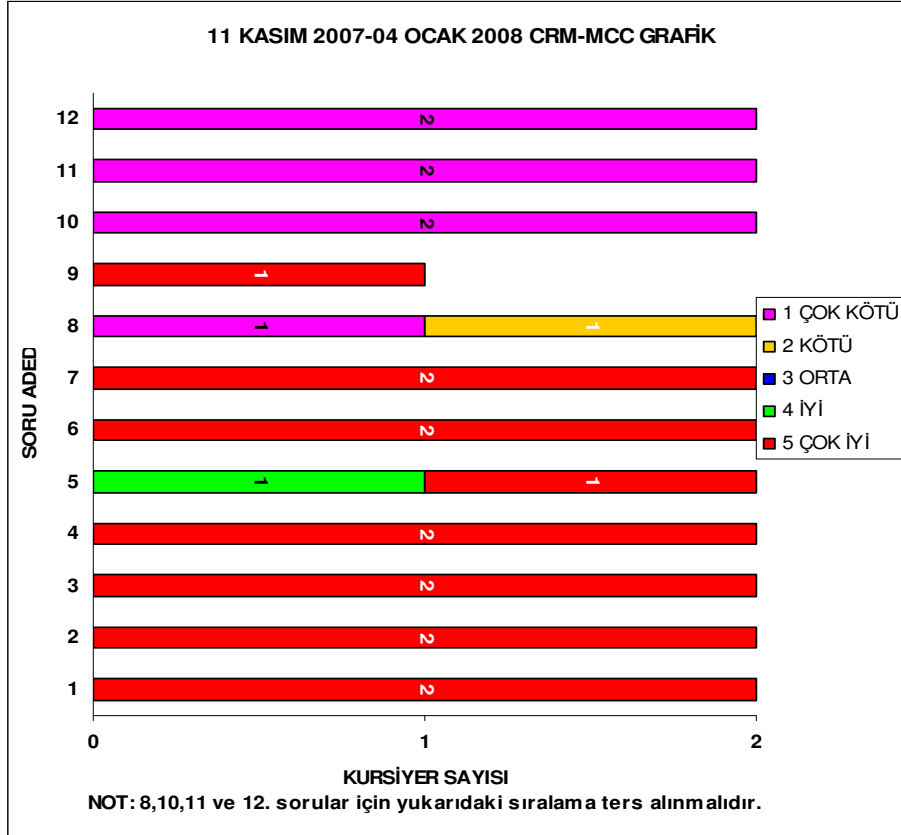 11 KASIM 2007-04 OCAK 2008 CRM-MCC GRAFİK
12
2
11
2
10
2
9
1
8
1 1
7
2
6
2
5
1 1
4
2
3
2
2
2
1
2
0 1 2
SORU ADED
KURSİYER SAYISI
1 ÇOK KÖTÜ
2 KÖTÜ
3 ORTA
4 İYİ
5 ÇOK İYİ
NOT: 8,10,11 ve 12. sorular için yukarıdaki sıralama ters alınmalıdır.